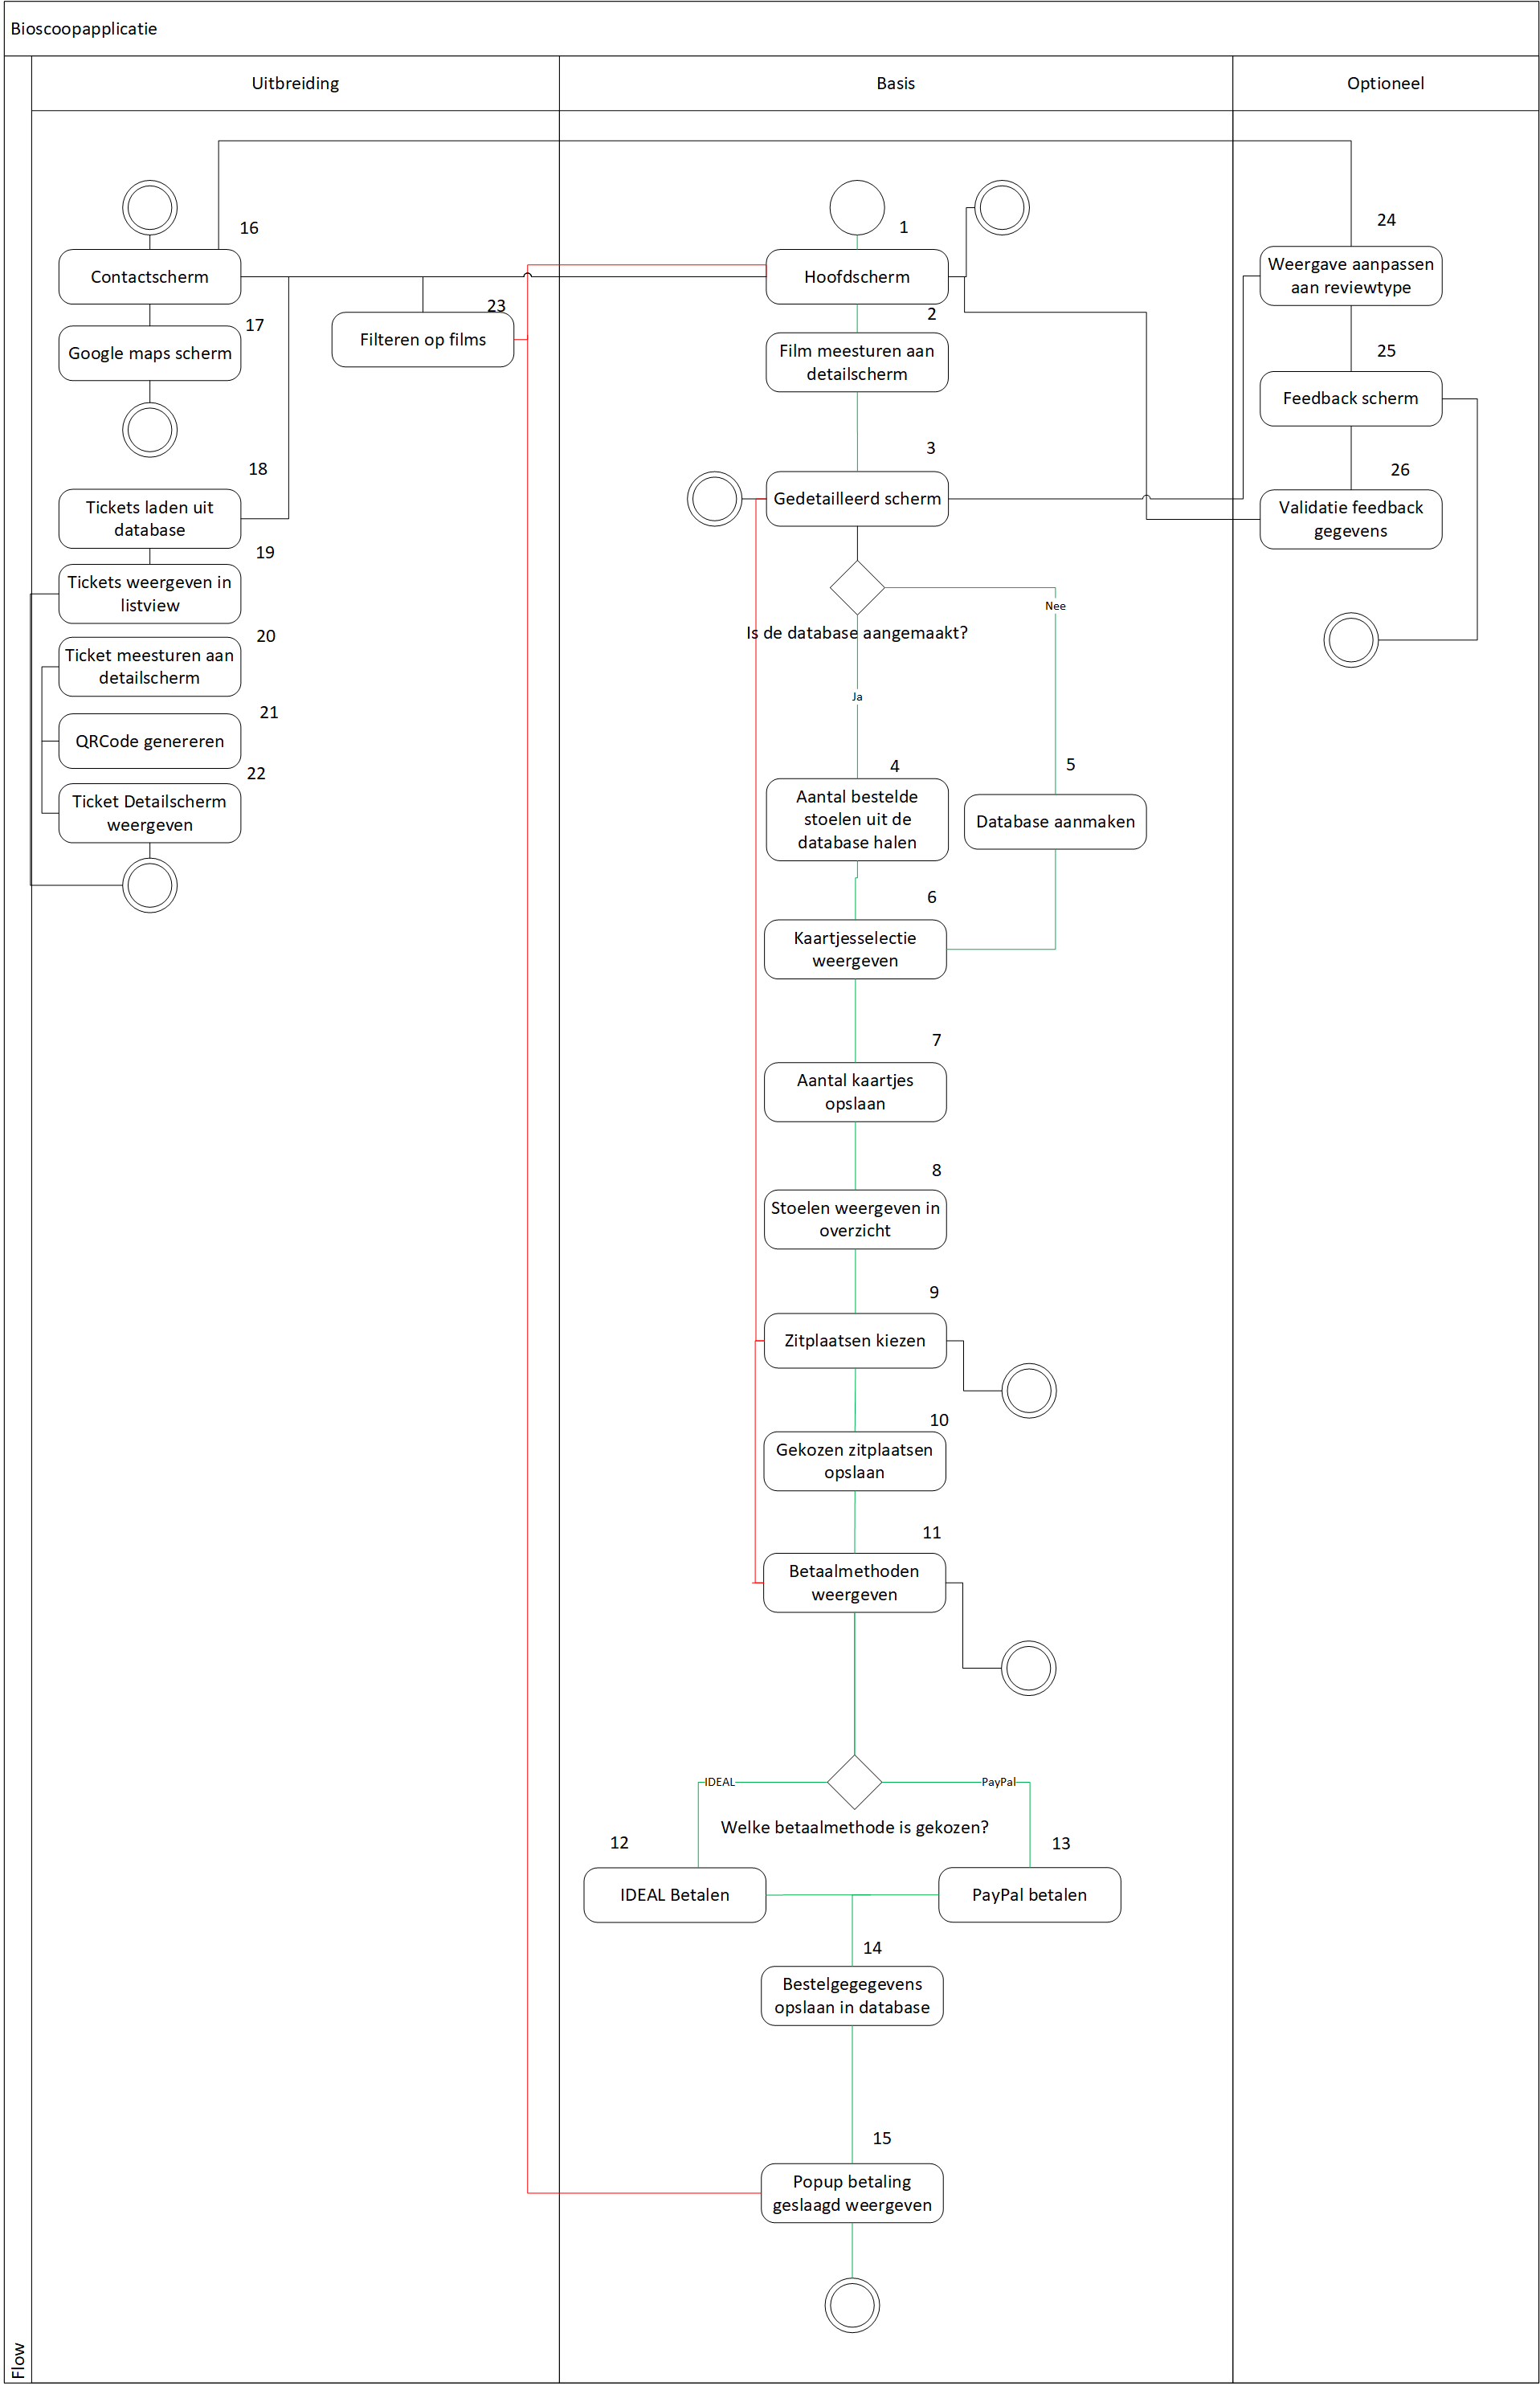 Bioscoopapplicatie
Uitbreiding
Basis
Optioneel
Flow
16
Contactscherm
17
Google maps scherm
23
Filteren op films
18
Tickets laden uit
database
19
Tickets weergeven in
listview
20
Ticket meesturen aan
detailscherm
21
QRCode genereren
22
Ticket Detailscherm
weergeven
1
Hoofdscherm
2
Film meesturen aan
detailscherm
3
Gedetailleerd scherm
Is de database aangemaakt?
Nee
Ja
4
Aantal bestelde
stoelen uit de
database halen
5
Database aanmaken
6
Kaartjesselectie
weergeven
7
Aantal kaartjes
opslaan
8
Stoelen weergeven in
overzicht
9
Zitplaatsen kiezen
10
Gekozen zitplaatsen
opslaan
11
Betaalmethoden
weergeven
IDEAL
PayPal
Welke betaalmethode is gekozen?
12
IDEAL Betalen
13
PayPal betalen
14
Bestelgegegevens
opslaan in database
15
Popup betaling
geslaagd weergeven
24
Weergave aanpassen
aan reviewtype
25
Feedback scherm
26
Validatie feedback
gegevens